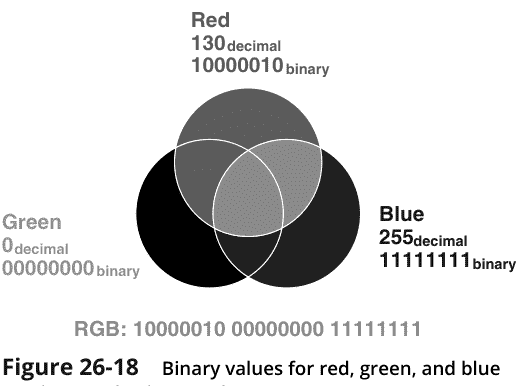 Red
130decimal
10000010binary
Green
0decimal
00000000binary
Blue
255decimal
11111111binary
RGB: 10000010 00000000 11111111
Figure 26-18 Binary values for red, green, and blue